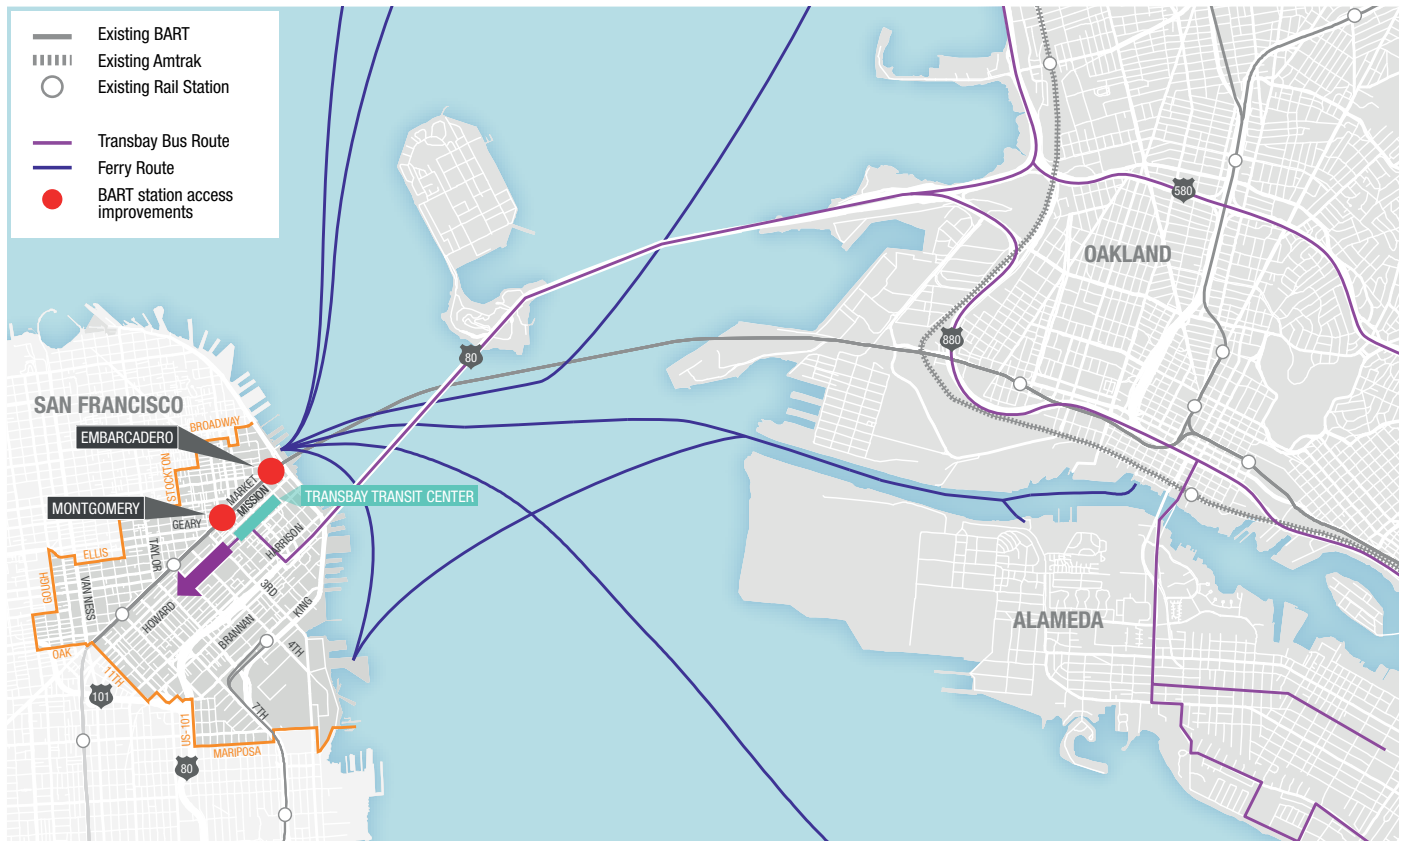 Existing BART
Existing Amtrak
Existing Rail Station
Transbay Bus Route
Ferry Route
BART station access
improvements
580
OAKLAND
880
80
SAN FRANCISCO
BROADWAY
EMBARCADERO
STOCKTON
MARKET
MISSION
TRANSBAY TRANSIT CENTER
MONTGOMERY
GEARY
HARRISON
TAYLOR
ELLIS
GOUGH
VAN NESS
3RD
KING
HOWARD
BRANNAN
4TH
ALAMEDA
OAK
11TH
101
7TH
US-101
MARIPOSA
80